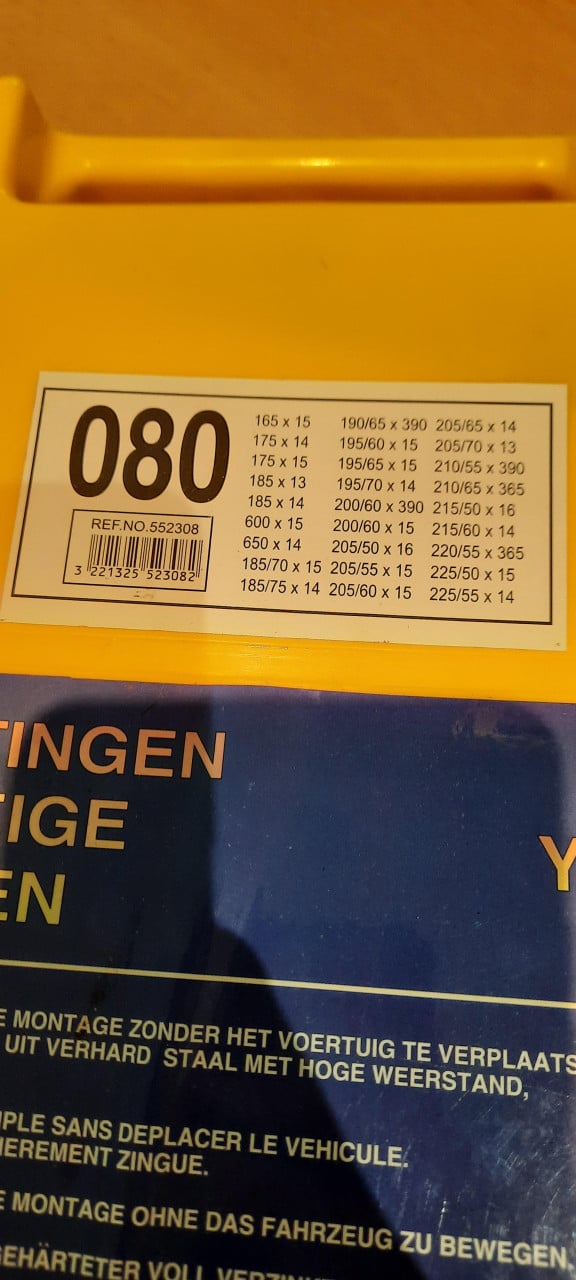 080
REF.NO.552308
3 221325 523082
165 x 15 190/65 x 390 205/65 x 14
175 x 14 195/60 x 15 205/70 x 13
175 x 15 195/65 x 15 210/55 x 390
185 x 13 195/70 x 14 210/65 x 365
185 x 14 200/60 x 390 215/50 x 16
600 x 15 200/60 x 15 215/60 x 14
650 x 14 205/50 x 16 220/55 x 365
185/70 x 15 205/55 x 15 225/50 x 15
185/75 x 14 205/60 x 15 225/55 x 14
TINGEN
TIGE
EN
Y
E MONTAGE ZONDER HET VOERTUIG TE VERPLAATS
UIT VERHARD STAAL MET HOGE WEERSTAND,
MPLE SANS DEPLACER LE VEHICULE.
IEREMENT ZINGUE.
E MONTAGE OHNE DAS FAHRZEUG ZU BEWEGEN.
GEHÄRTETER VOLL VERZINK